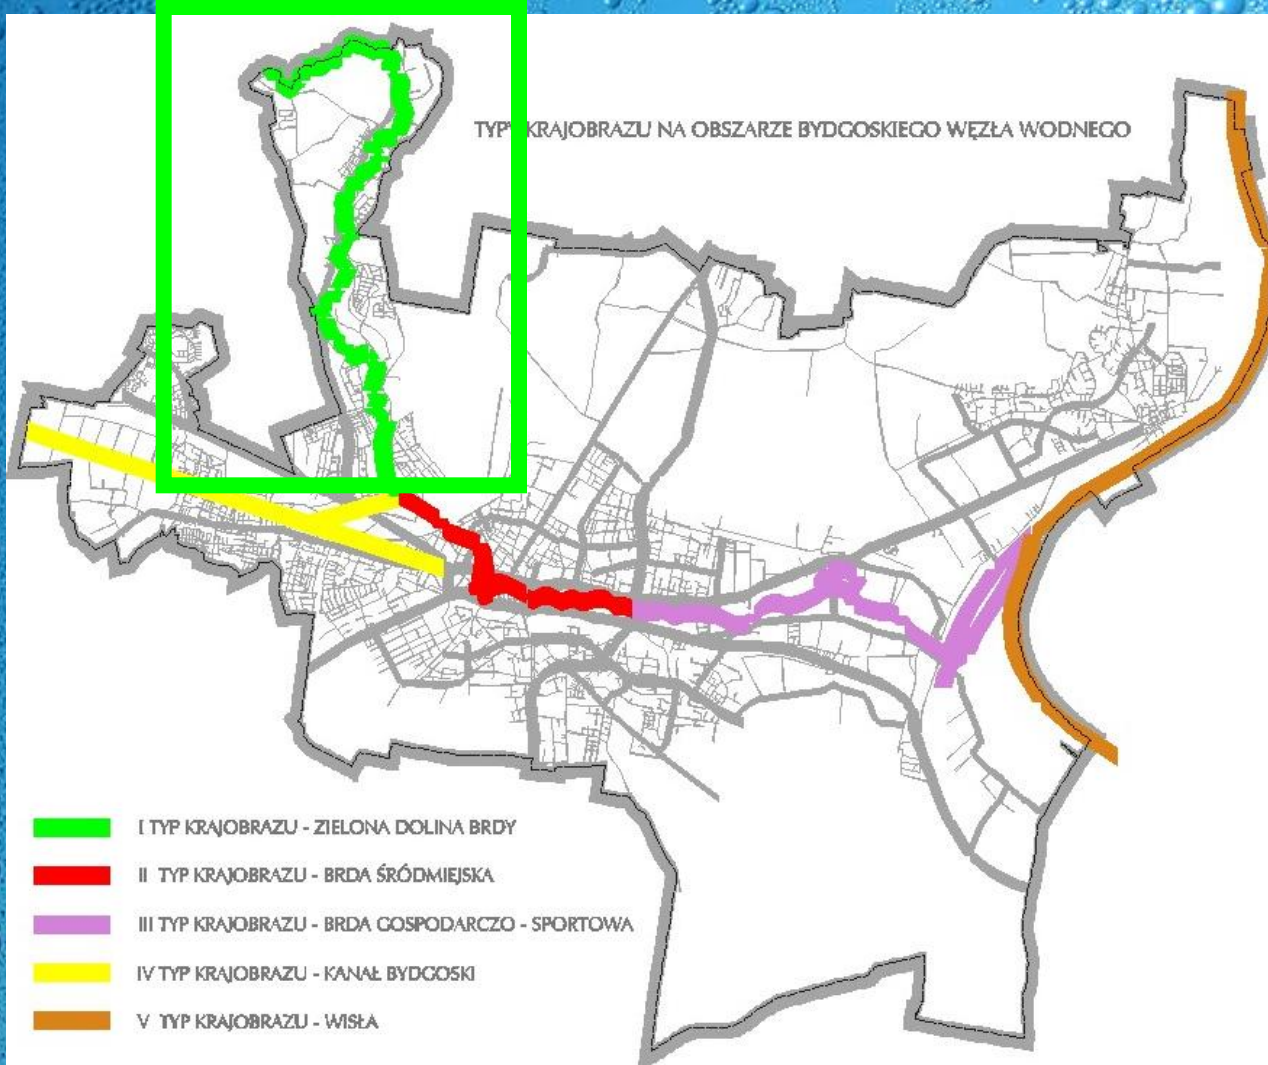 TYPY KRAJOBRAZU NA OBSZARZE BYDGOSKIEGO WĘZŁA WODNEGO
I TYP KRAJOBRAZU - ZIELONA DOLINA BRDY
II TYP KRAJOBRAZU - BRDA ŚRÓDMIEJSKA
III TYP KRAJOBRAZU - BRDA GOSPODARCZO - SPORTOWA
IV TYP KRAJOBRAZU - KANAŁ BYDGOSKI
V TYP KRAJOBRAZU - WISŁA